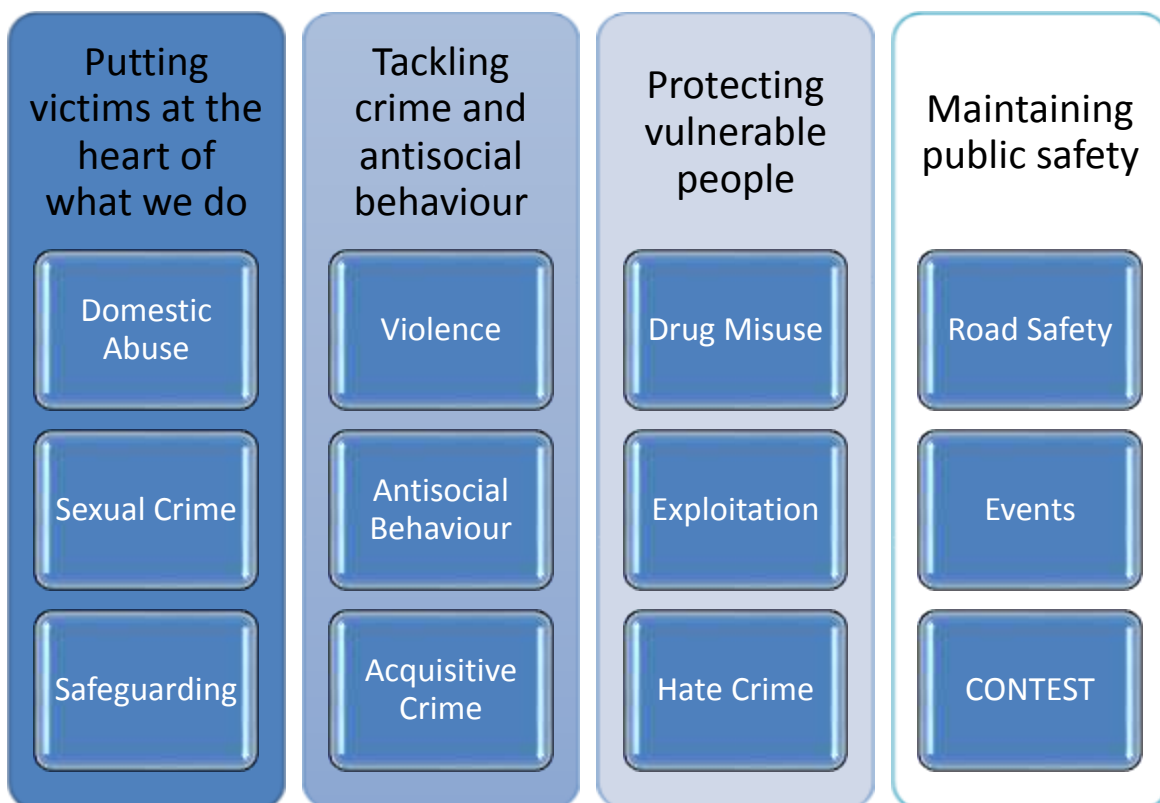 Putting
victims at the
heart of
what we do
Domestic
Abuse
Sexual Crime
Safeguarding
Tackling
crime and
antisocial
behaviour
Violence
Antisocial
Behaviour
Acquisitive
Crime
Protecting
vulnerable
people
Drug Misuse
Exploitation
Hate Crime
Maintaining
public safety
Road Safety
Events
CONTEST